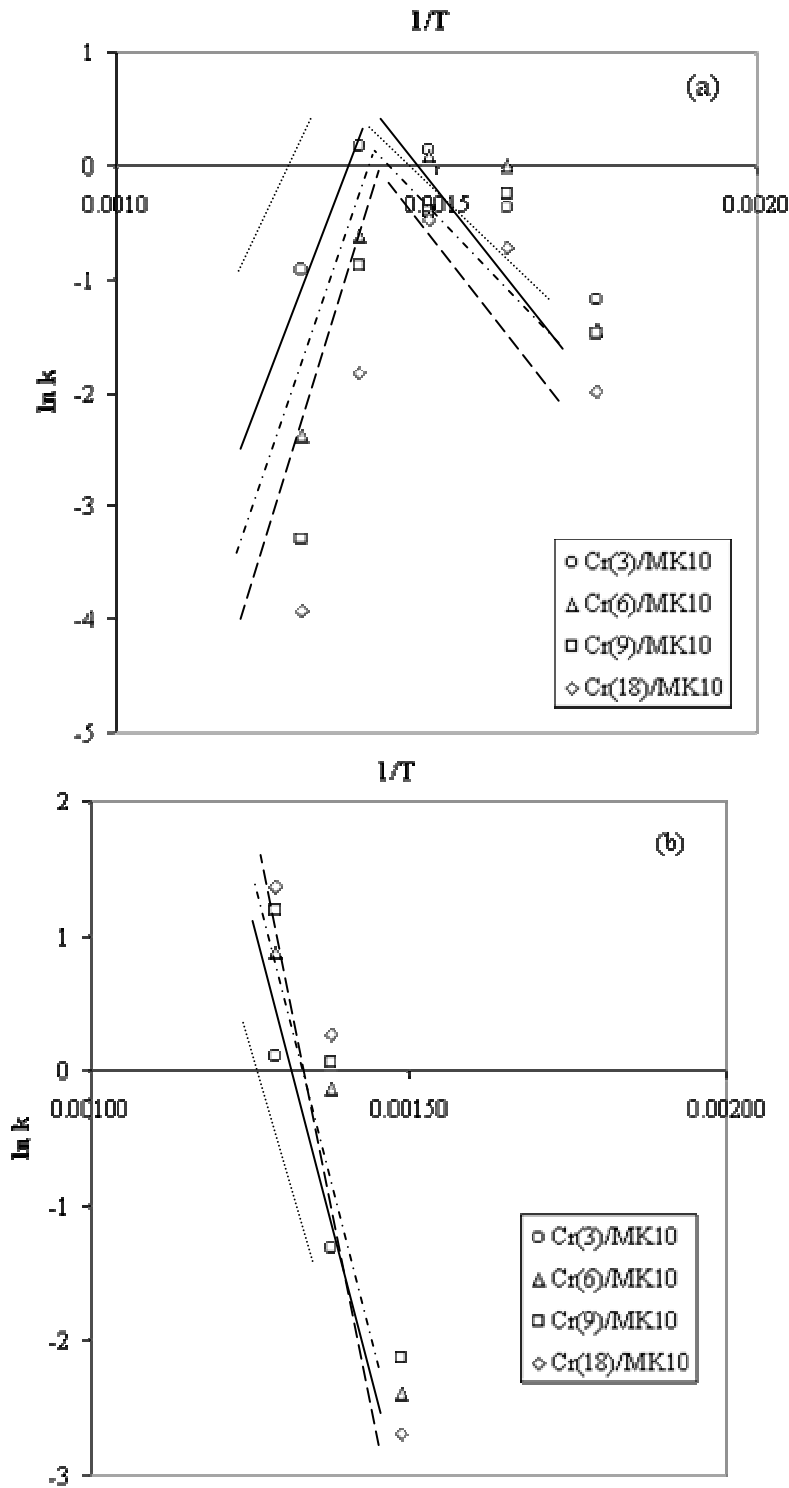 1/T
1
(a)
0
0.0010
0.0015
0.0020
-1
ln k
-2
-3
Cr(3)/MK10
Cr(6)/MK10
-4
Cr(9)/MK10
Cr(18)/MK10
-5
1/T
2
(b)
1
0
0.00100
0.00150
0.00200
ln k
-1
Cr(3)/MK10
Cr(6)/MK10
-2
Cr(9)/MK10
Cr(18)/MK10
-3